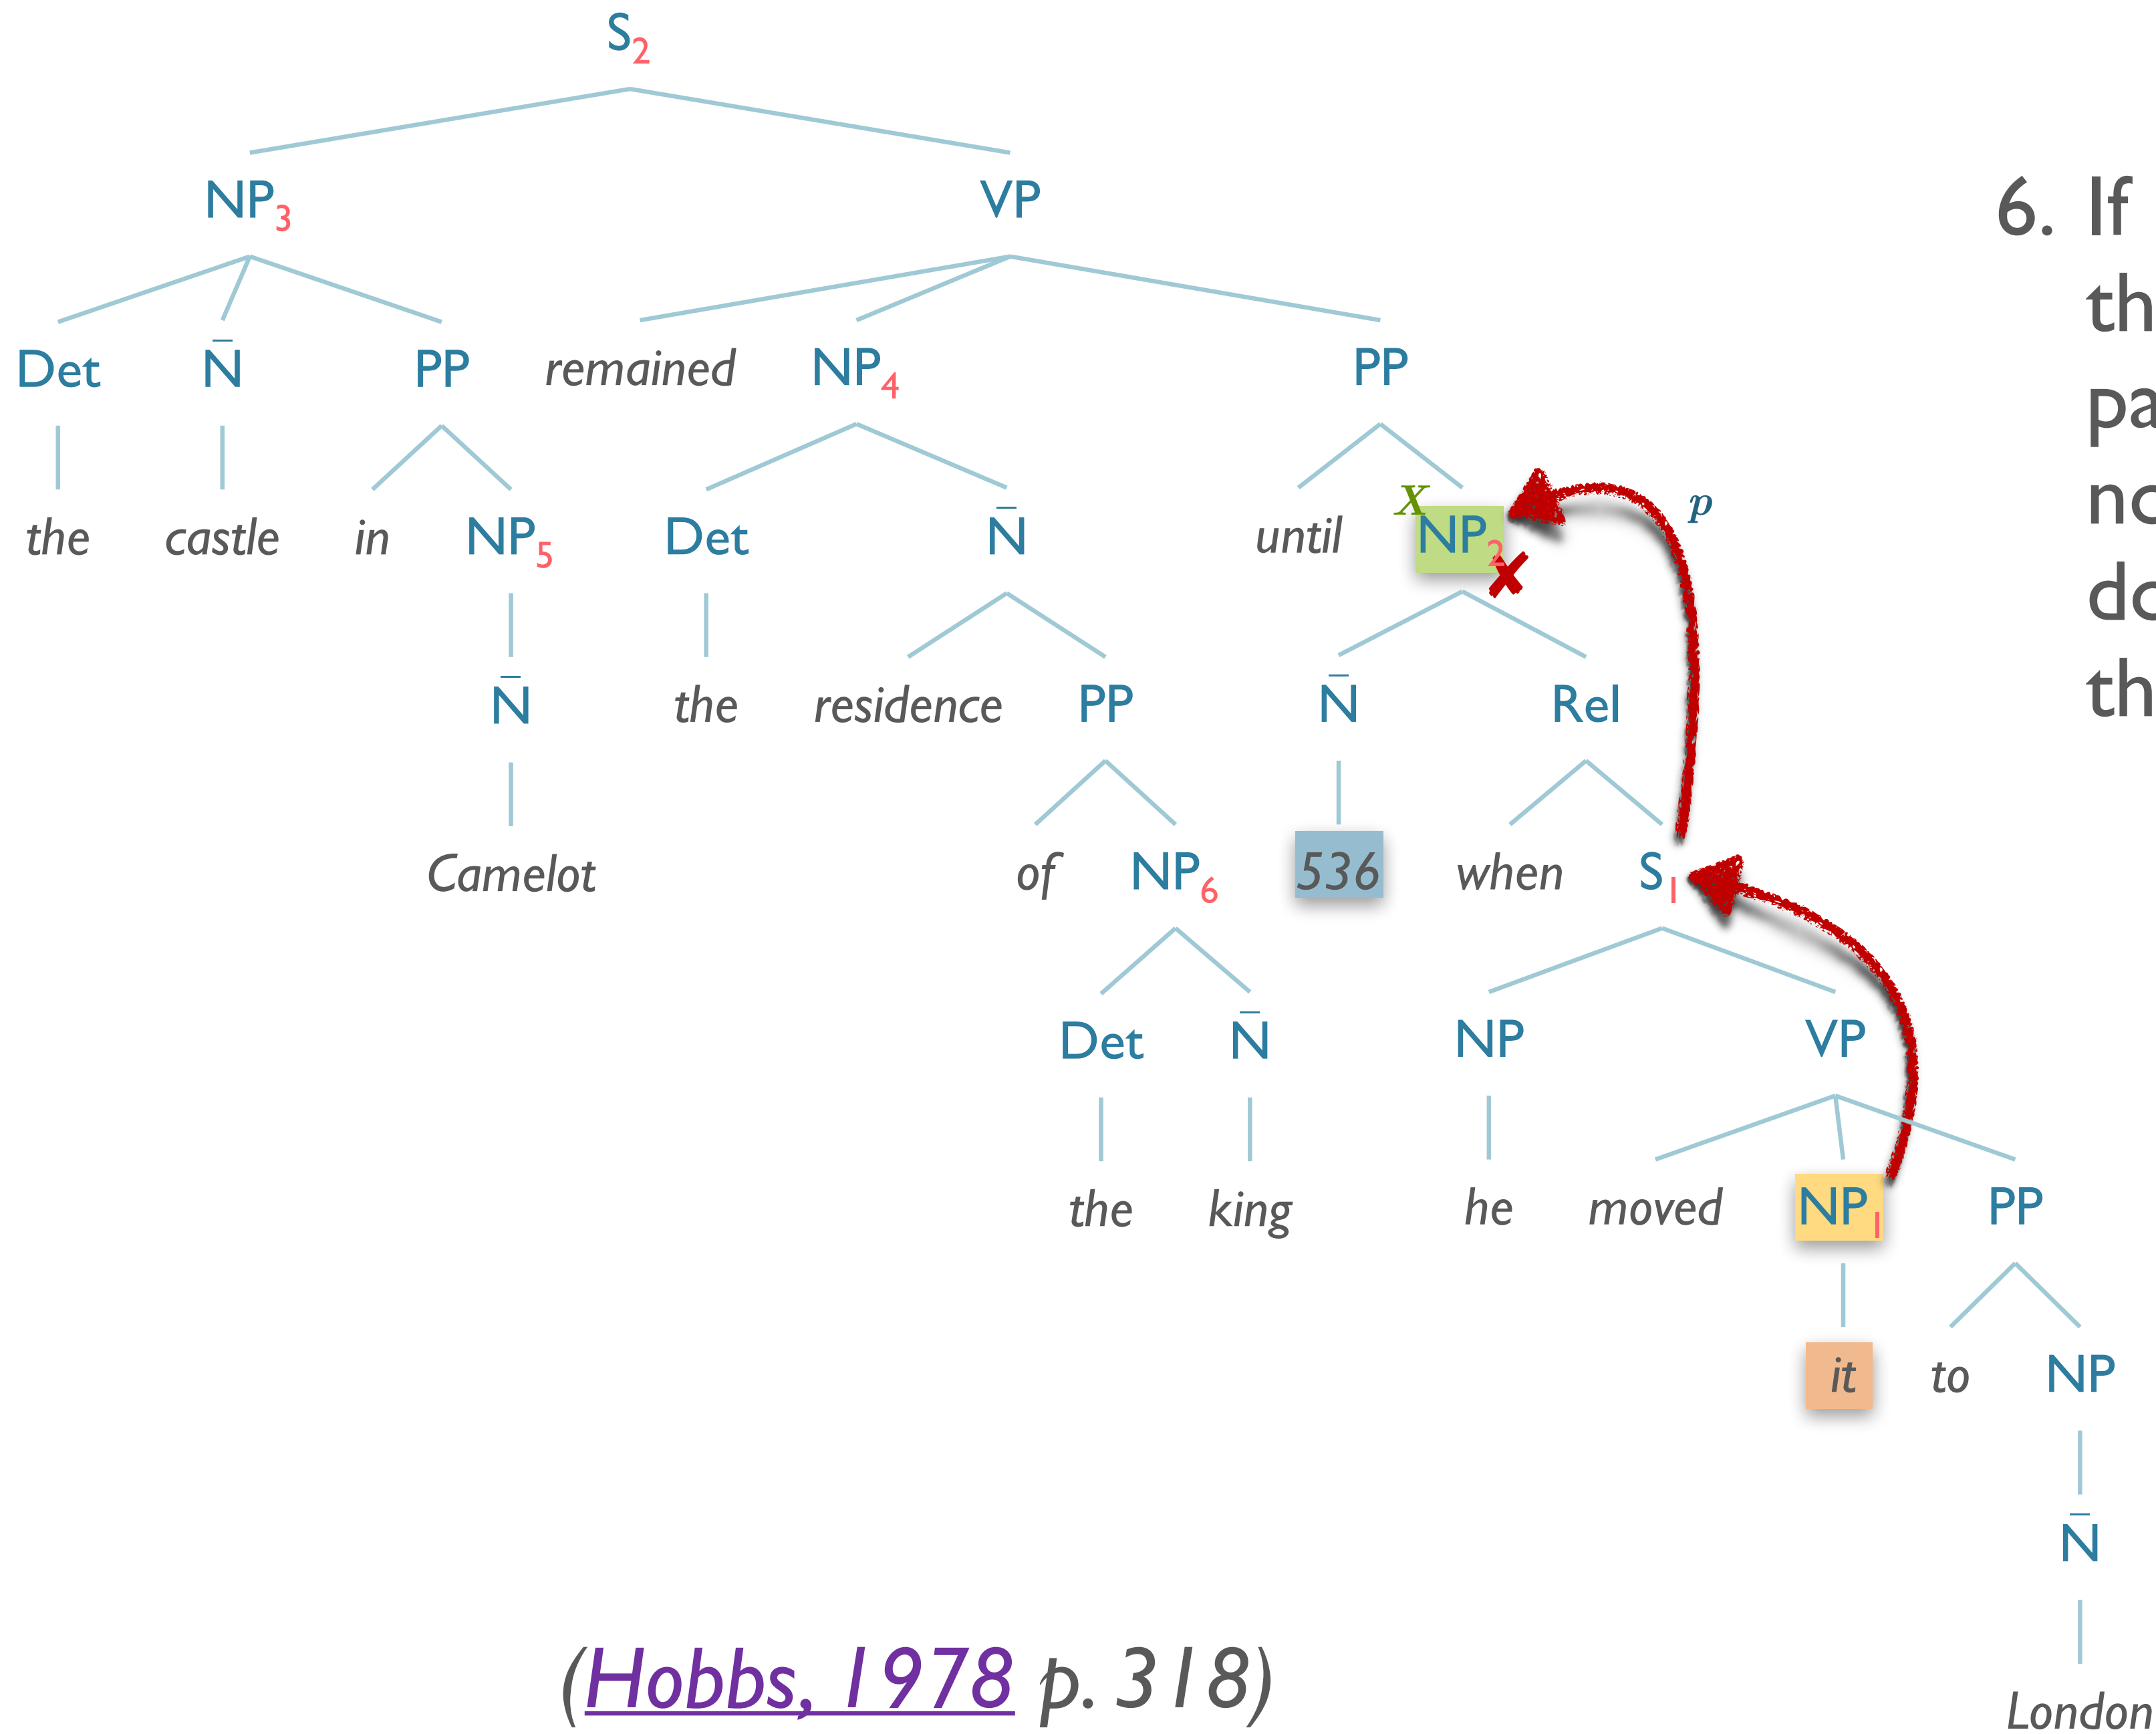 S2
NP3 VP
Det N̄ PP remained NP4 PP
the castle in NP5 Det N̄ until X NP2 p
N̄ the residence PP N̄ Rel
Camelot of NP6 536 when S1
Det N̄ NP VP
the king he moved NP1 PP
it to NP
N̄
London
(Hobbs, 1978 p. 318)
6. If
th
pa
no
do
th